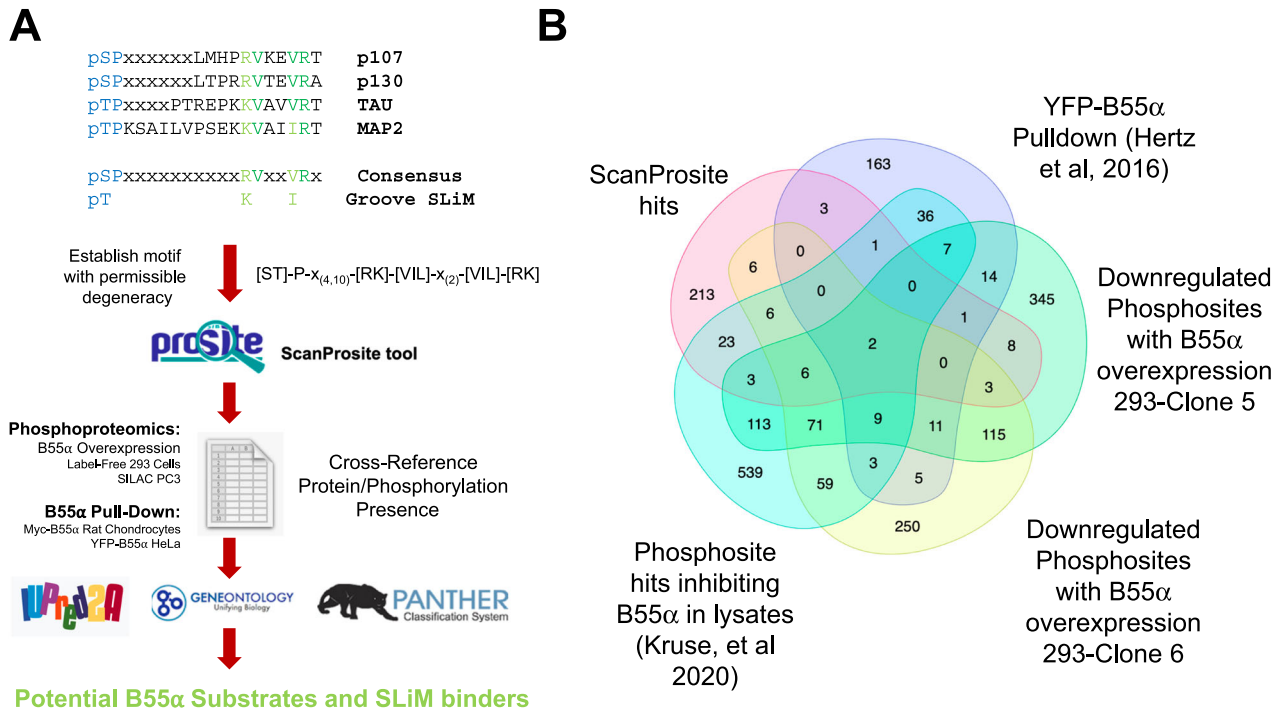 A
pSPxxxxxxLMHPRVKEVRT p107
pSPxxxxxxLTPRRVTEVRA p130
pTPxxxxPTREPKKVAVVRT TAU
pTPKSAILVPSEKKVAIIRT MAP2
pSPxxxxxxxxxxRVxxVRx Consensus
pT K I Groove SLiM
Establish motif
with permissible
degeneracy
[ST]-P-x(4,10)-[RK]-[VIL]-x(2)-[VIL]-[RK]
proSite
ScanProsite tool
Phosphoproteomics:
B55α Overexpression
Label-Free 293 Cells
SILAC PC3
B55α Pull-Down:
Myc-B55α Rat Chondrocytes
YFP-B55α HeLa
Cross-Reference
Protein/Phosphorylation
Presence
IUPred2A
GENEONTOLOGY
Unifying Biology
PANTHER
Classification System
Potential B55α Substrates and SLiM binders
B
ScanProsite
hits
YFP-B55α
Pulldown (Hertz
et al, 2016)
Downregulated
Phosphosites
with B55α
overexpression
293-Clone 5
Downregulated
Phosphosites
with B55α
overexpression
293-Clone 6
Phosphosite
hits inhibiting
B55α in lysates
(Kruse, et al
2020)
163
3
36
1
7
0
6
14
213
0
0
345
6
1
23
2
8
0
3
6
3
113
71
9
11
115
539
3
59
5
250